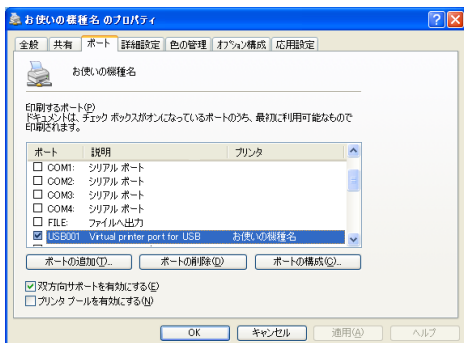 お使いの機種名 のプロパティ
全般 共有 ポート 詳細設定 色の管理 オプション構成 応用設定
お使いの機種名
印刷するポート(P)
ドキュメントは、チェック ボックスがオンになっているポートのうち、最初に利用可能なもので
印刷されます。
ポート 説明 プリンタ
COM1: シリアル ポート
COM2: シリアル ポート
COM3: シリアル ポート
COM4: シリアル ポート
FILE: ファイルへ出力
USB001 Virtual printer port for USB お使いの機種名
ポートの追加(T)... ポートの削除(D) ポートの構成(C)...
双方向サポートを有効にする(E)
プリンタ プールを有効にする(N)
OK キャンセル 適用(A) ヘルプ